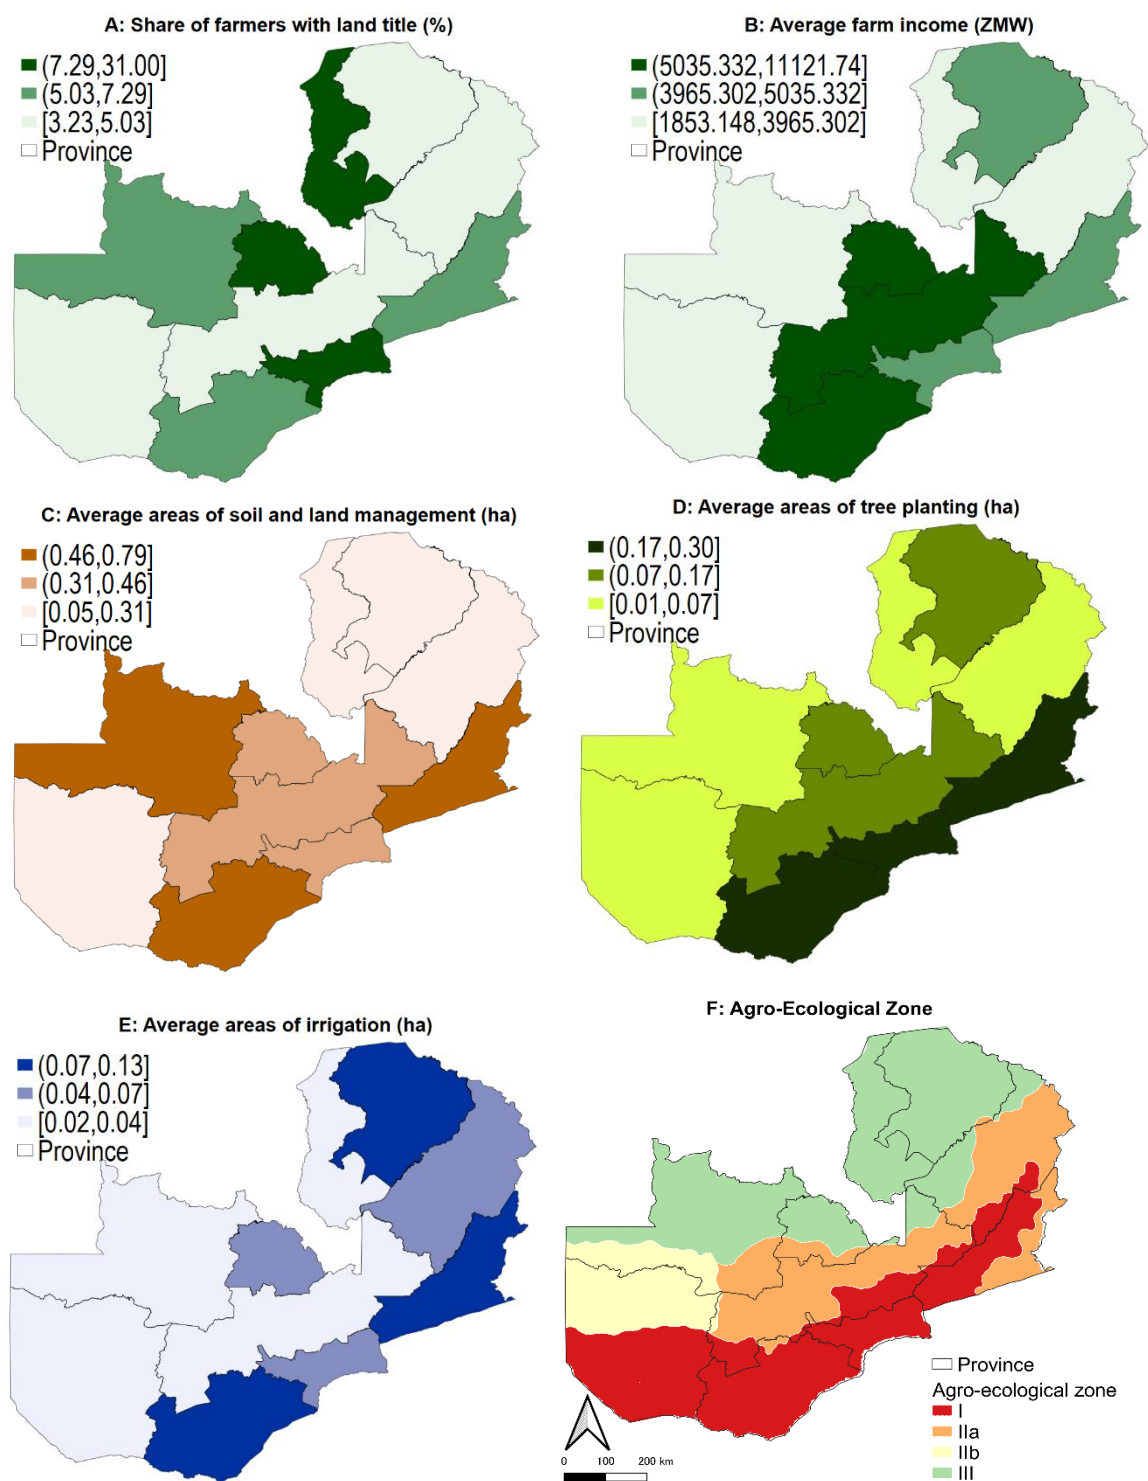 A: Share of farmers with land title (%)
(7.29,31.00]
(5.03,7.29]
[3.23,5.03]
Province
B: Average farm income (ZMW)
(5035.332,11121.74]
(3965.302,5035.332]
[1853.148,3965.302]
Province
C: Average areas of soil and land management (ha)
(0.46,0.79]
(0.31,0.46]
[0.05,0.31]
Province
D: Average areas of tree planting (ha)
(0.17,0.30]
(0.07,0.17]
[0.01,0.07]
Province
E: Average areas of irrigation (ha)
(0.07,0.13]
(0.04,0.07]
[0.02,0.04]
Province
F: Agro-Ecological Zone
Province
Agro-ecological zone
I
IIa
IIb
III
0 100 200 km